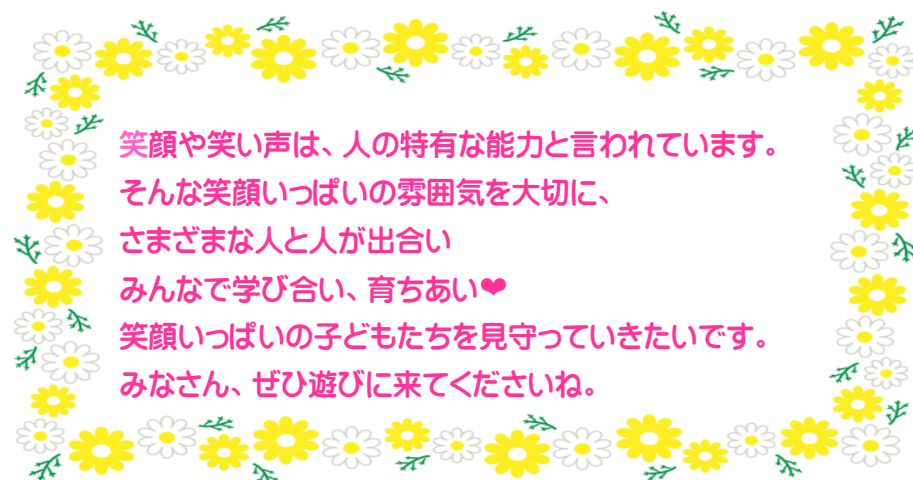 笑顔や笑い声は、人の特有な能力と言われています。
そんな笑顔いっぱいの雰囲気を大切に、
さまざまな人と人が出合い
みんなで学び合い、育ちあい❤
笑顔いっぱいの子どもたちを見守っていきたいです。
みなさん、ぜひ遊びに来てくださいね。